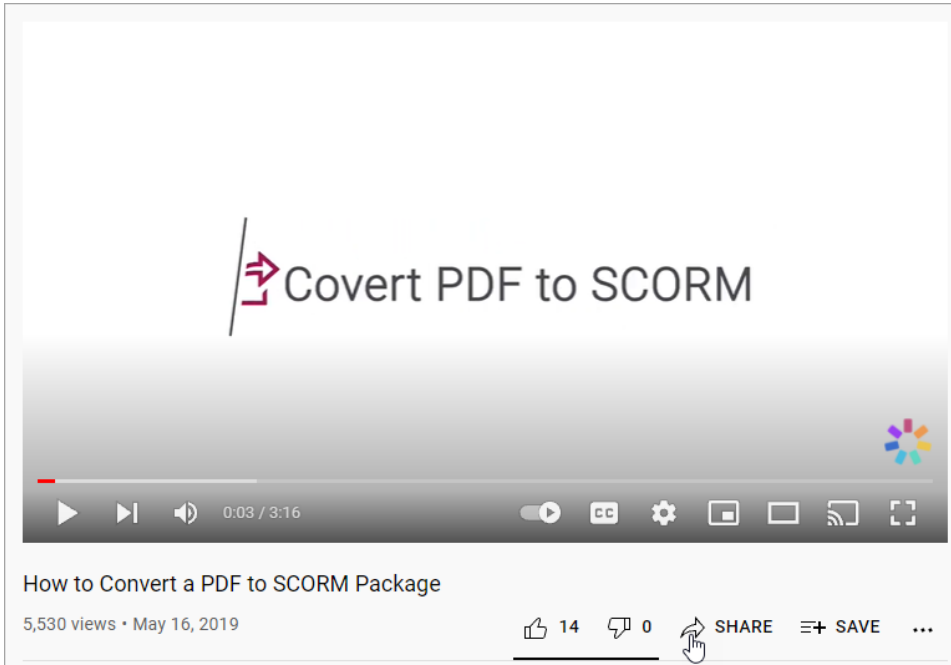 Covert PDF to SCORM
0:03 / 3:16
CC
How to Convert a PDF to SCORM Package
5,530 views • May 16, 2019
14 0 SHARE SAVE ...